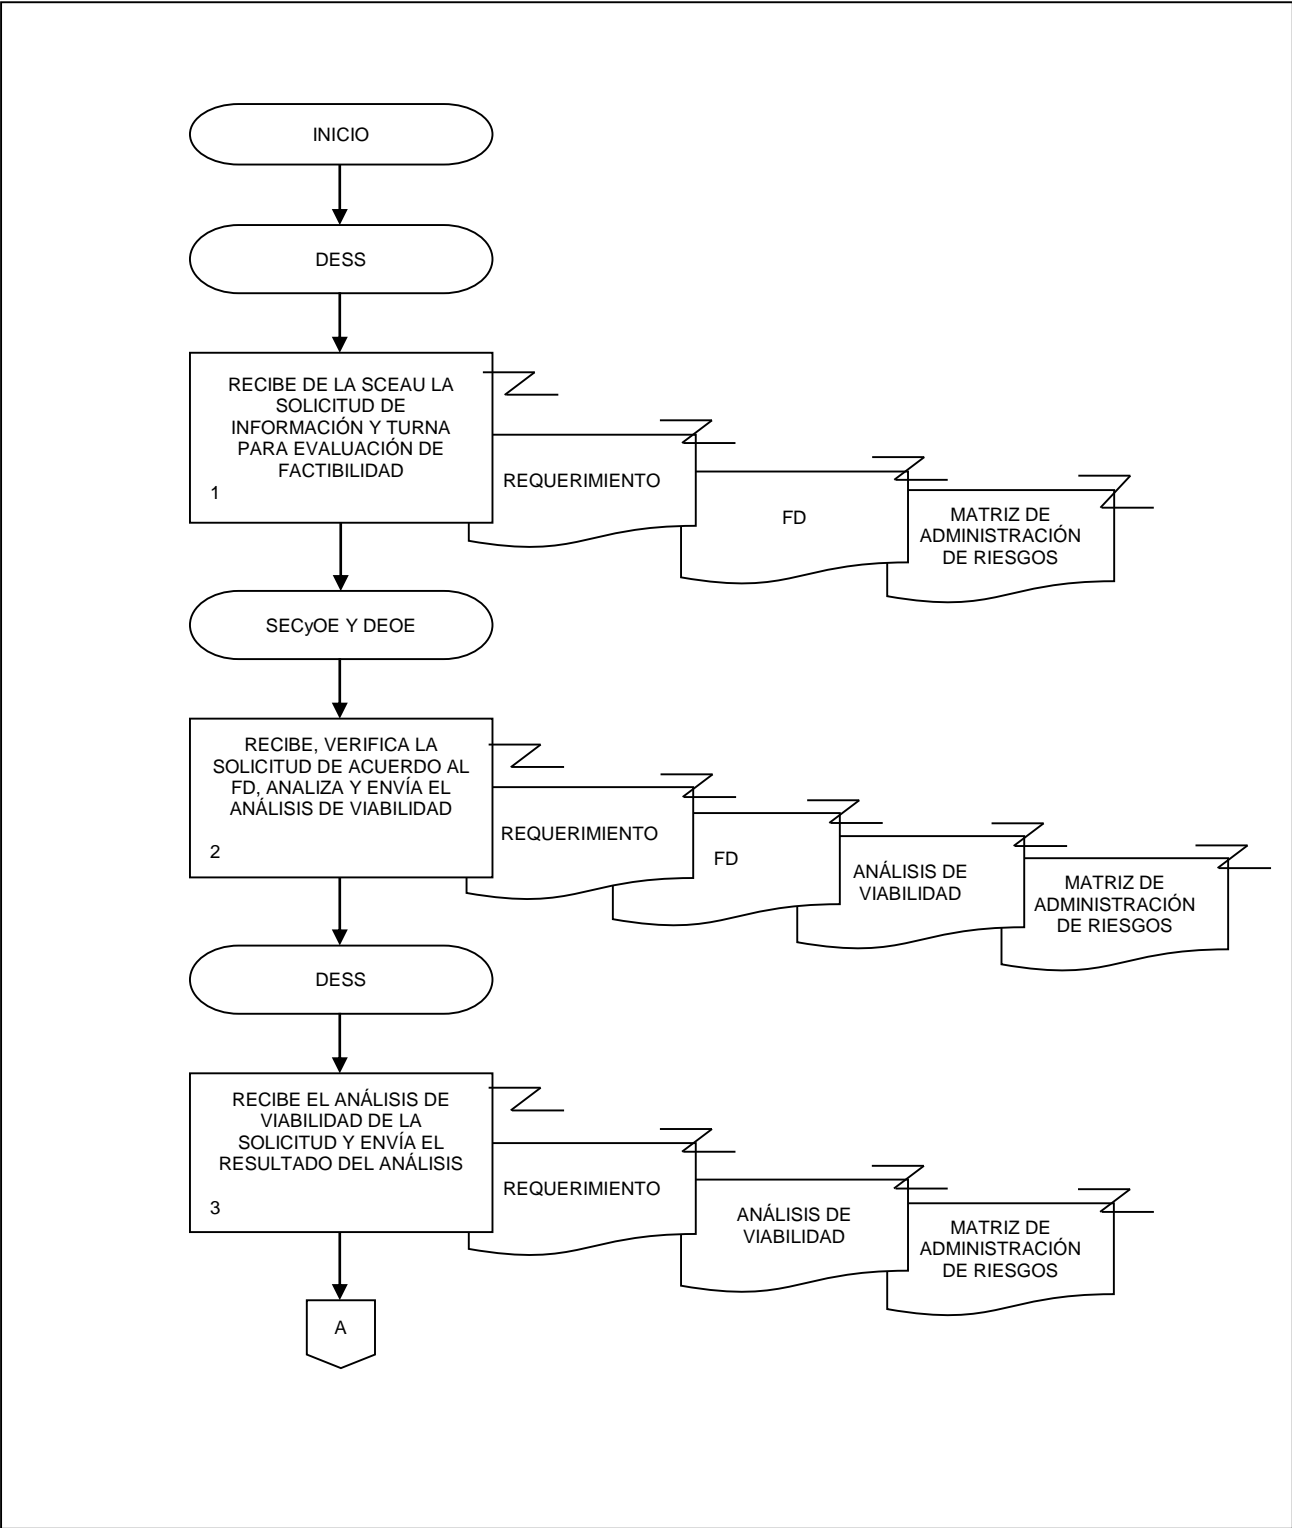 INICIO
DESS
RECIBE DE LA SCEAU LA
SOLICITUD DE
INFORMACIÓN Y TURNA
PARA EVALUACIÓN DE
FACTIBILIDAD
1
REQUERIMIENTO
FD
MATRIZ DE
ADMINISTRACIÓN
DE RIESGOS
SECyOE Y DEOE
RECIBE, VERIFICA LA
SOLICITUD DE ACUERDO AL
FD, ANALIZA Y ENVÍA EL
ANÁLISIS DE VIABILIDAD
2
REQUERIMIENTO
FD
ANÁLISIS DE
VIABILIDAD
MATRIZ DE
ADMINISTRACIÓN
DE RIESGOS
DESS
RECIBE EL ANÁLISIS DE
VIABILIDAD DE LA
SOLICITUD Y ENVÍA EL
RESULTADO DEL ANÁLISIS
3
REQUERIMIENTO
ANÁLISIS DE
VIABILIDAD
MATRIZ DE
ADMINISTRACIÓN
DE RIESGOS
A